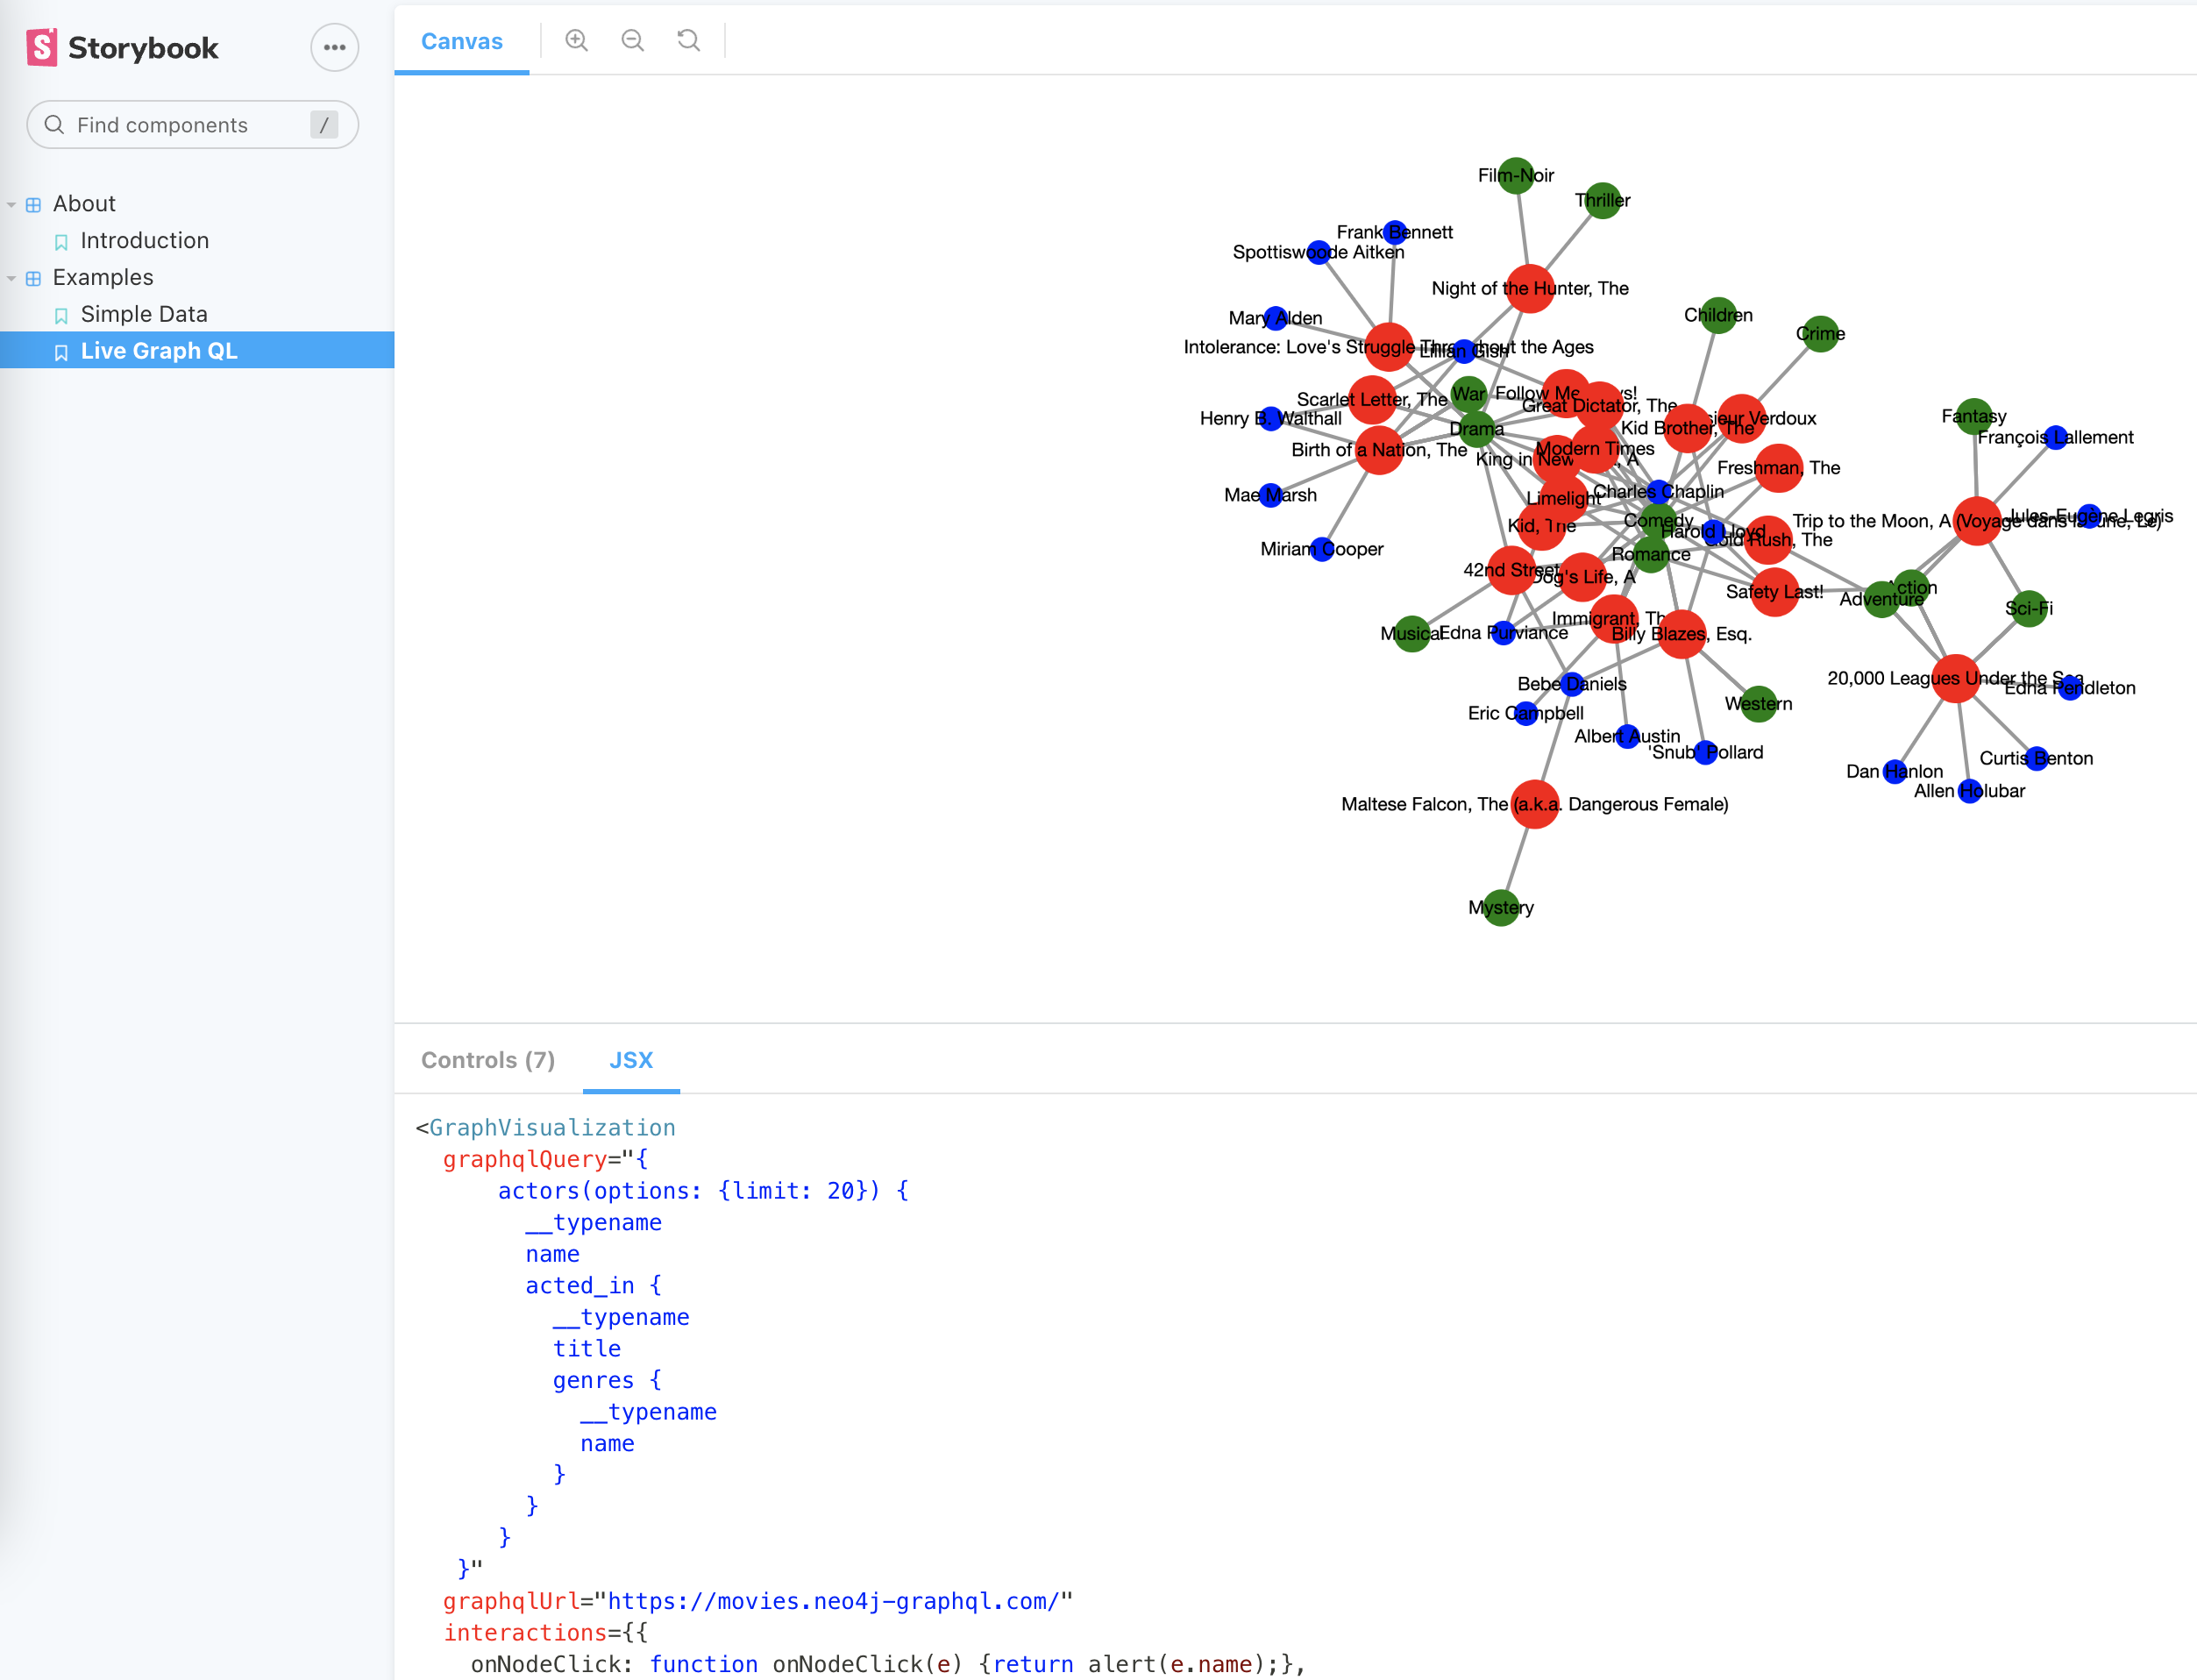 Storybook
Find components
/
About
Introduction
Examples
Simple Data
Live Graph QL
Canvas
Film-Noir
Thriller
Frank Bennett
Spottiswoode Aitken
Night of the Hunter, The
Mary Alden
Children
Crime
Intolerance: Love's Struggle Throughout the Ages
Lillian Gish
War
Follow Me
Scarlet Letter, The
Great Dictator, The
Henry B. Walthall
Drama
Kid Brother, The
Verdoux
Fantasy
François Lallement
Birth of a Nation, The
Modern Times
King in New
A
Freshman, The
Mae Marsh
Limelight
Charles Chaplin
Kid, The
Comedy
Harold Lloyd
Gold Rush, The
Trip to the Moon, A (Voyage dans la lune, Le)
Jules-Eugène Legris
Miriam Cooper
Romance
42nd Street
Dog's Life, A
Safety Last!
Action
Adventure
Sci-Fi
Musical
Edna Purviance
Immigrant, The
Billy Blazes, Esq.
Bebe Daniels
20,000 Leagues Under the Sea
Edna Pendleton
Western
Eric Campbell
Albert Austin
'Snub' Pollard
Curtis Benton
Dan Hanlon
Allen Holubar
Maltese Falcon, The (a.k.a. Dangerous Female)
Mystery
Controls (7)
JSX
<GraphVisualization
graphqlQuery="{
actors(options: {limit: 20}) {
__typename
name
acted_in {
__typename
title
genres {
__typename
name
}
}
}
}"
graphqlUrl="https://movies.neo4j-graphql.com/"
interactions={{
onNodeClick: function onNodeClick(e) {return alert(e.name);},